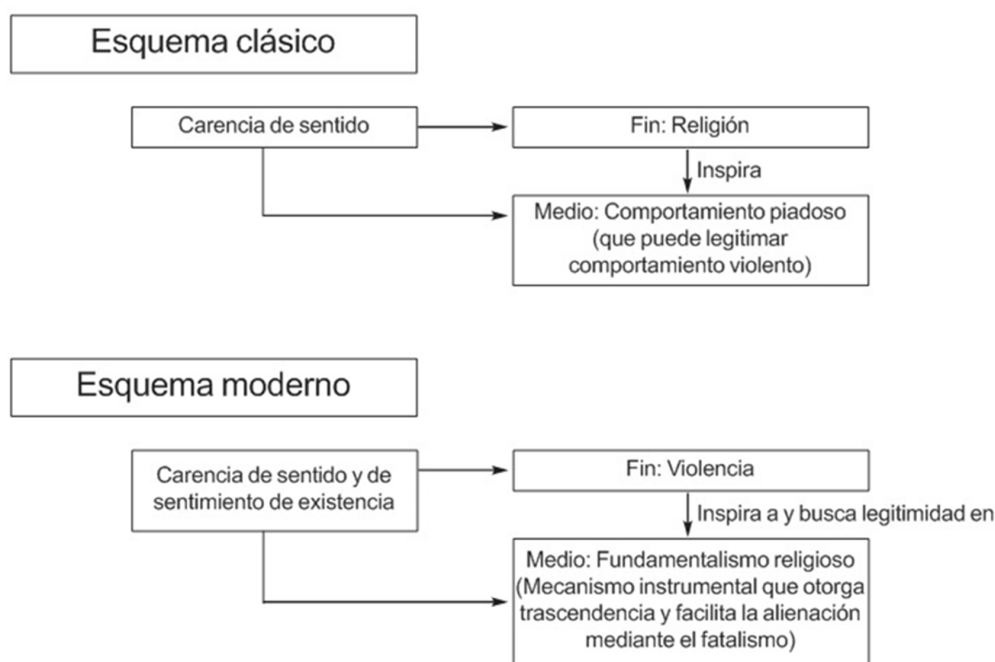 Esquema clásico
Carencia de sentido
Fin: Religión
Inspira
Medio: Comportamiento piadoso
(que puede legitimar
comportamiento violento)
Esquema moderno
Carencia de sentido y de
sentimiento de existencia
Fin: Violencia
Inspira a y busca legitimidad en
Medio: Fundamentalismo religioso
(Mecanismo instrumental que otorga
trascendencia y facilita la alienación
mediante el fatalismo)